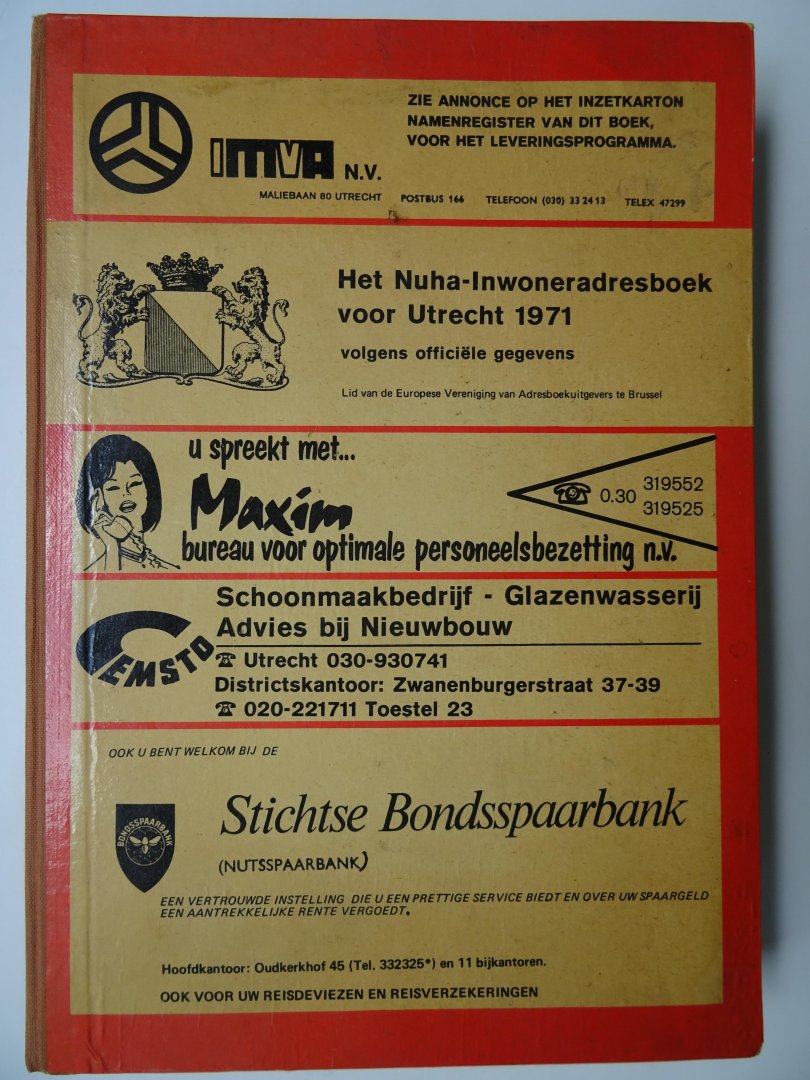 ZIE ANNONCE OP HET INZETKARTON
NAMENREGISTER VAN DIT BOEK,
VOOR HET LEVERINGSPROGRAMMA.
IMVA N.V.
MALIEBAAN 80 UTRECHT POSTBUS 166 TELEFOON (030) 33 24 13 TELEX 47299
Het Nuha-Inwoneradresboek
voor Utrecht 1971
volgens officiële gegevens
Lid van de Europese Vereniging van Adresboekuitgevers te Brussel
u spreekt met...
Maxim
bureau voor optimale personeelsbezetting n.v.
0.30 319552
319525
CEMSTO
Schoonmaakbedrijf - Glazenwasserij
Advies bij Nieuwbouw
☎ Utrecht 030-930741
Districtskantoor: Zwanenburgerstraat 37-39
☎ 020-221711 Toestel 23
OOK U BENT WELKOM BIJ DE
BONDSSPAARBANK
Stichtse Bondsspaarbank
(NUTSSPAARBANK)
EEN VERTROUWDE INSTELLING DIE U EEN PRETTIGE SERVICE BIEDT EN OVER UW SPAARGELD
EEN AANTREKKELIJKE RENTE VERGOEDT.
Hoofdkantoor: Oudkerkhof 45 (Tel. 332325*) en 11 bijkantoren.
OOK VOOR UW REISDEVIEZEN EN REISVERZEKERINGEN